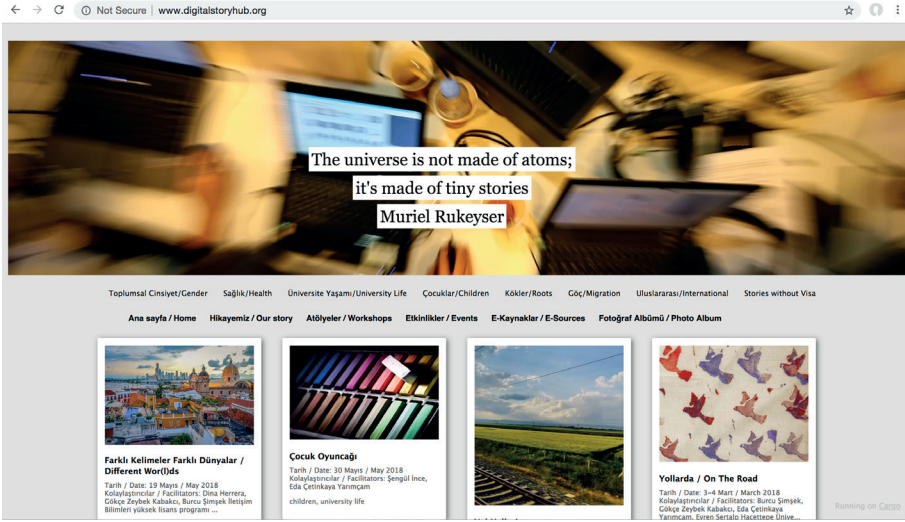 Not Secure | www.digitalstoryhub.org
The universe is not made of atoms;
it's made of tiny stories
Muriel Rukeyser
Toplumsal Cinsiyet/Gender Sağlık/Health Üniversite Yaşamı/University Life Çocuklar/Children Kökler/Roots Göç/Migration Uluslararası/International Stories without Visa
Ana sayfa / Home Hikayemiz / Our story Atölyeler / Workshops Etkinlikler / Events E-Kaynaklar / E-Sources Fotoğraf Albümü / Photo Album
Farklı Kelimeler Farklı Dünyalar /
Different Wor(l)ds
Tarih / Date: 19 Mayıs / May 2018
Kolaylaştırıcılar / Facilitators: Dina Herrera,
Gökçe Zeybek Kabakcı, Burcu Şimşek İletişim
Bilimleri yüksek lisans programı ...
Çocuk Oyuncağı
Tarih / Date: 30 Mayıs / May 2018
Kolaylaştırıcılar / Facilitators: Şengül İnce,
Eda Çetinkaya Yarımçam
children, university life
Yollarda / On The Road
Tarih / Date: 3-4 Mart / March 2018
Kolaylaştırıcılar / Facilitators: Burcu Şimşek,
Gökçe Zeybek Kabakcı, Eda Çetinkaya
Yarımçam, Evren Sertalp Hacettepe Ünive...
Running on Cargo